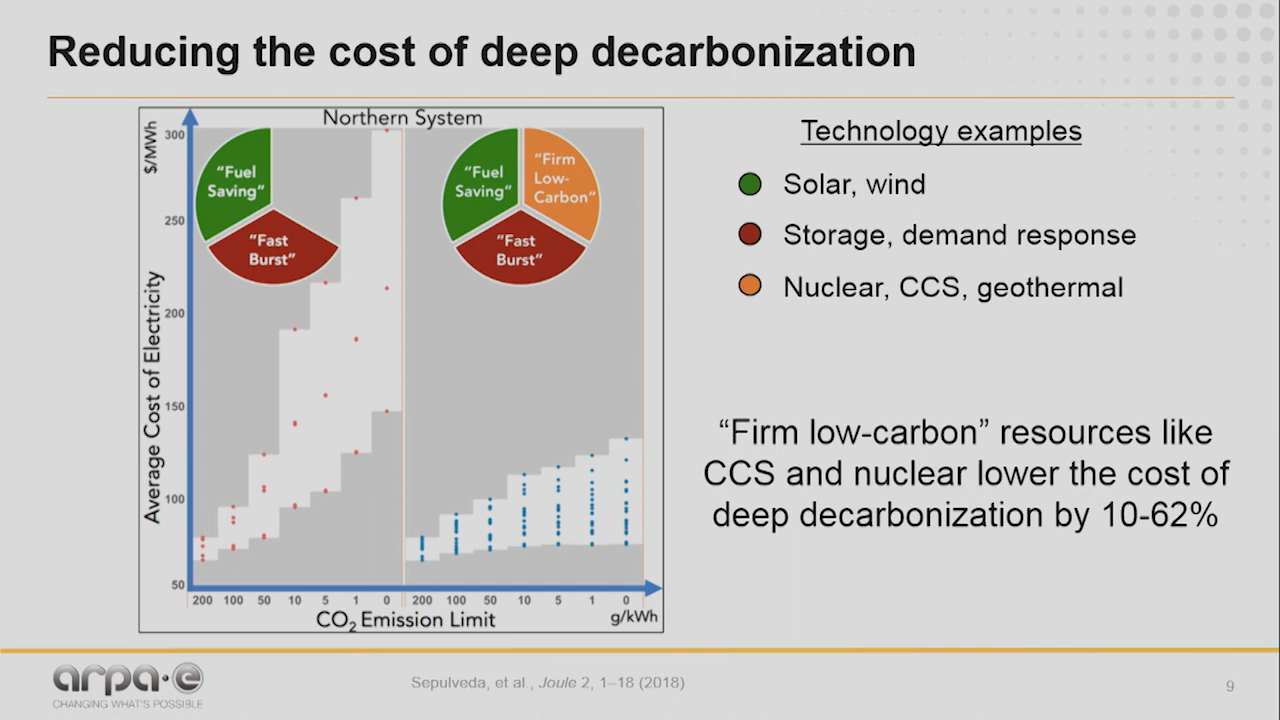 Reducing the cost of deep decarbonization
Northern System
$/MWh
Average Cost of Electricity
300
250
200
150
100
50
“Fuel
Saving”
“Fast
Burst”
“Fuel
Saving”
“Firm
Low-
Carbon”
“Fast
Burst”
200 100 50 10 5 1 0 200 100 50 10 5 1 0
CO₂ Emission Limit
g/kWh
Technology examples
Solar, wind
Storage, demand response
Nuclear, CCS, geothermal
“Firm low-carbon” resources like
CCS and nuclear lower the cost of
deep decarbonization by 10-62%
arpa·e
CHANGING WHAT'S POSSIBLE
Sepulveda, et al., Joule 2, 1–18 (2018)
9